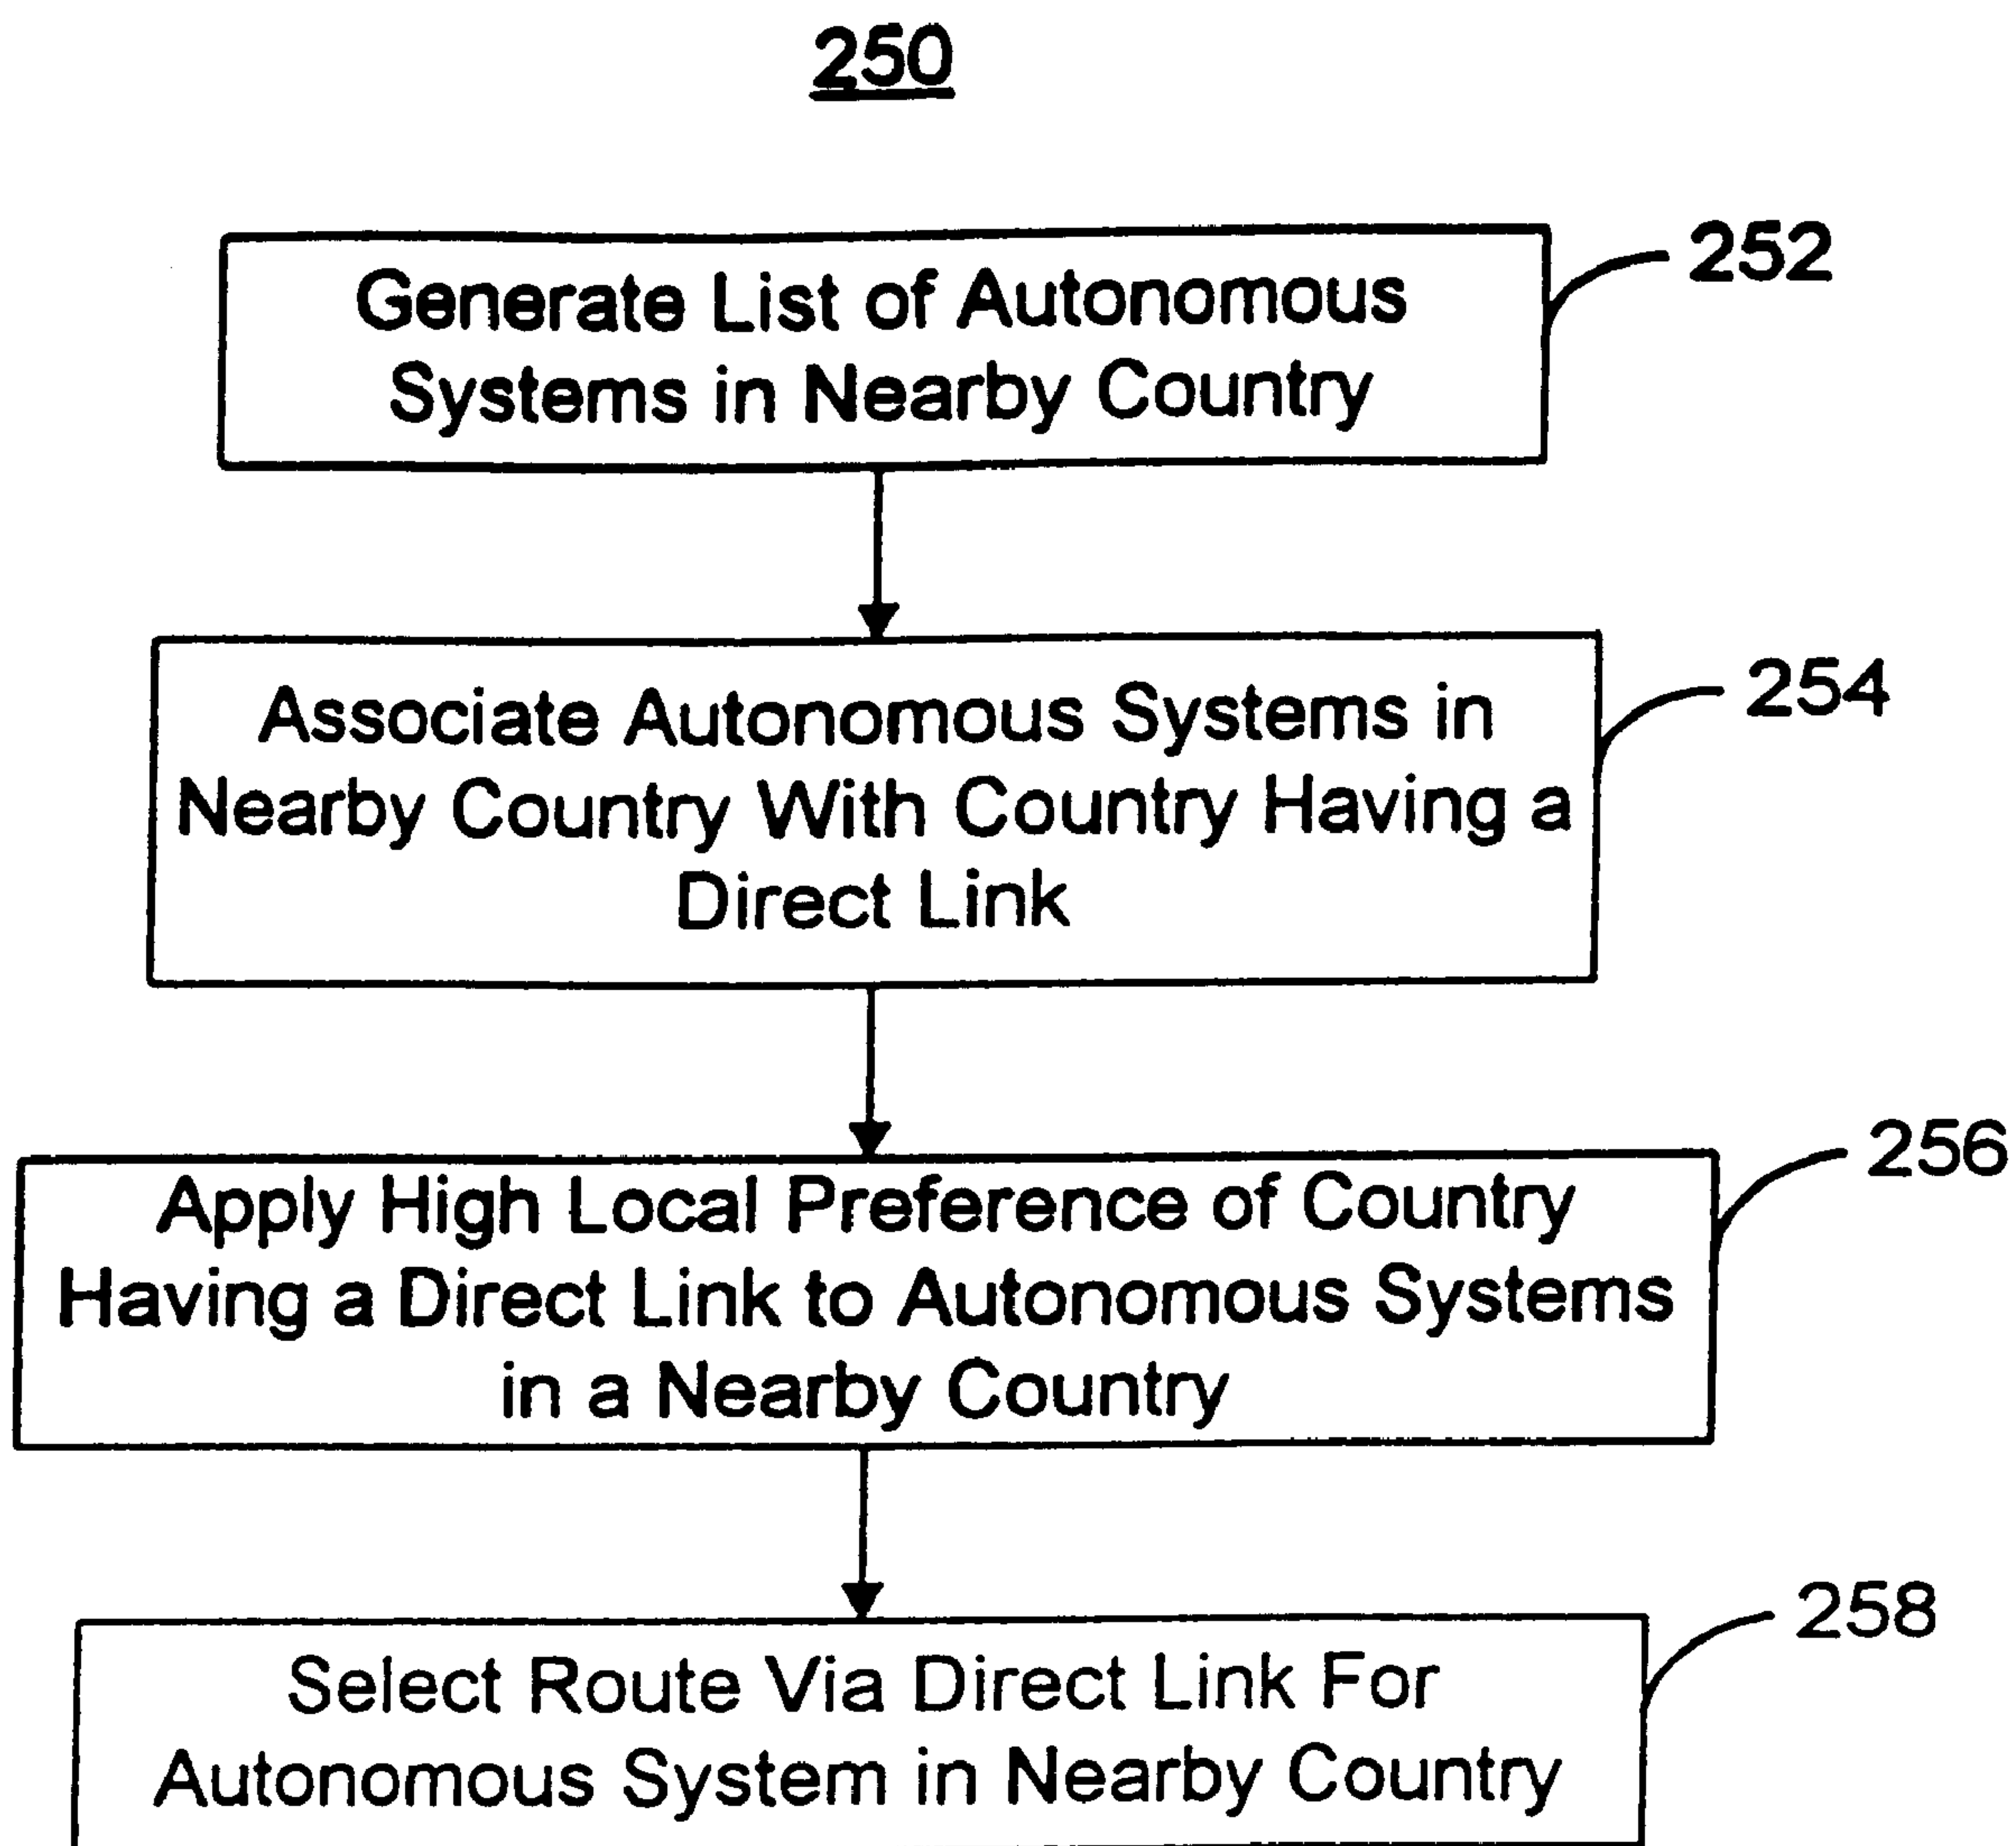 250
Generate List of Autonomous
Systems in Nearby Country
252
Associate Autonomous Systems in
Nearby Country With Country Having a
Direct Link
254
Apply High Local Preference of Country
Having a Direct Link to Autonomous Systems
in a Nearby Country
256
Select Route Via Direct Link For
Autonomous System in Nearby Country
258